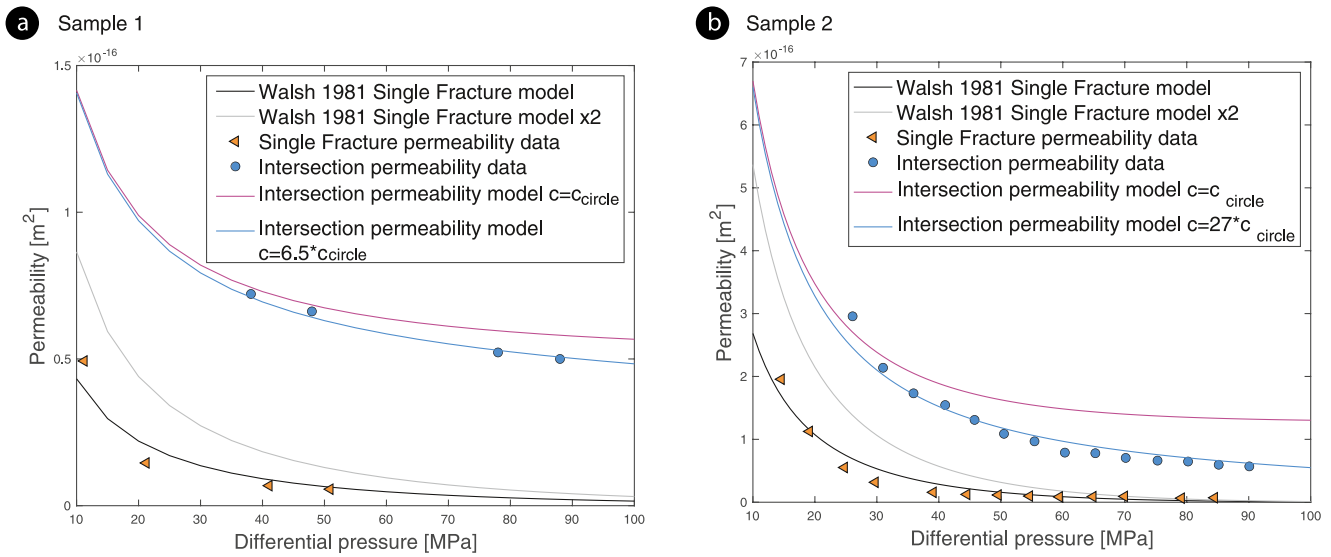 a Sample 1
×10⁻¹⁶
1.5
1
0.5
0
Permeability [m²]
10 20 30 40 50 60 70 80 90 100
Differential pressure [MPa]
Walsh 1981 Single Fracture model
Walsh 1981 Single Fracture model x2
Single Fracture permeability data
Intersection permeability data
Intersection permeability model c=c_circle
Intersection permeability model
c=6.5*c_circle
b Sample 2
×10⁻¹⁶
7
6
5
4
3
2
1
0
Permeability [m²]
10 20 30 40 50 60 70 80 90 100
Differential pressure [MPa]
Walsh 1981 Single Fracture model
Walsh 1981 Single Fracture model x2
Single Fracture permeability data
Intersection permeability data
Intersection permeability model c=c_circle
Intersection permeability model c=27*c_circle